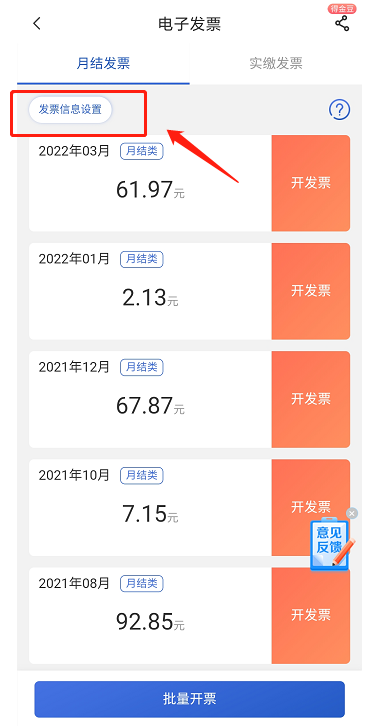 得金豆
电子发票
月结发票 实缴发票
发票信息设置
?
2022年03月 月结类
61.97元
开发票
2022年01月 月结类
2.13元
开发票
2021年12月 月结类
67.87元
开发票
2021年10月 月结类
7.15元
开发票
意见
反馈
2021年08月 月结类
92.85元
开发票
批量开票